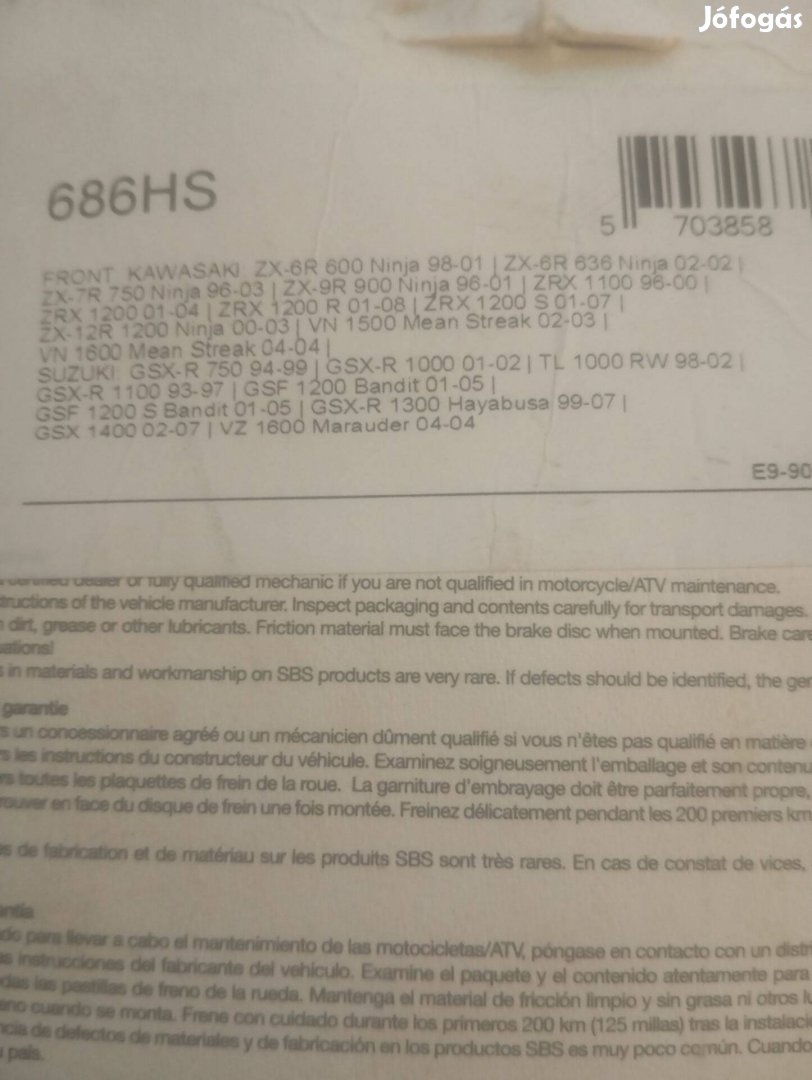 Jófogás
686HS
5 703858
FRONT KAWASAKI ZX-6R 600 Ninja 98-01 | ZX-6R 636 Ninja 02-02 |
ZX-7R 750 Ninja 96-03 | ZX-9R 900 Ninja 96-01 | ZRX 1100 96-00 |
ZRX 1200 01-04 | ZRX 1200 R 01-08 | ZRX 1200 S 01-07 |
ZX-12R 1200 Ninja 00-03 | VN 1500 Mean Streak 02-03 |
VN 1600 Mean Streak 04-04 |
SUZUKI: GSX-R 750 94-99 | GSX-R 1000 01-02 | TL 1000 RW 98-02 |
GSX-R 1100 93-97 | GSF 1200 Bandit 01-05 |
GSF 1200 S Bandit 01-05 | GSX-R 1300 Hayabusa 99-07 |
GSX 1400 02-07 | VZ 1600 Marauder 04-04
E9-90
dealer or fully qualified mechanic if you are not qualified in motorcycle/ATV maintenance.
tructions of the vehicle manufacturer. Inspect packaging and contents carefully for transport damages.
dirt, grease or other lubricants. Friction material must face the brake disc when mounted. Brake care
uations!
s in materials and workmanship on SBS products are very rare. If defects should be identified, the gen
garantie
s un concessionnaire agréé ou un mécanicien dûment qualifié si vous n'êtes pas qualifié en matière
s les instructions du constructeur du véhicule. Examinez soigneusement l'emballage et son contenu
rs toutes les plaquettes de frein de la roue. La garniture d'embrayage doit être parfaitement propre,
rouver en face du disque de frein une fois montée. Freinez délicatement pendant les 200 premiers km
s de fabrication et de matériau sur les produits SBS sont très rares. En cas de constat de vices,
antía
do para llevar a cabo el mantenimiento de las motocicletas/ATV, póngase en contacto con un distri
as instrucciones del fabricante del vehículo. Examine el paquete y el contenido atentamente para
odas las pastillas de freno de la rueda. Mantenga el material de fricción limpio y sin grasa ni otros lu
eno cuando se monta. Frene con cuidado durante los primeros 200 km (125 millas) tras la instalació
ncia de defectos de materiales y de fabricación en los productos SBS es muy poco común. Cuando
u país.